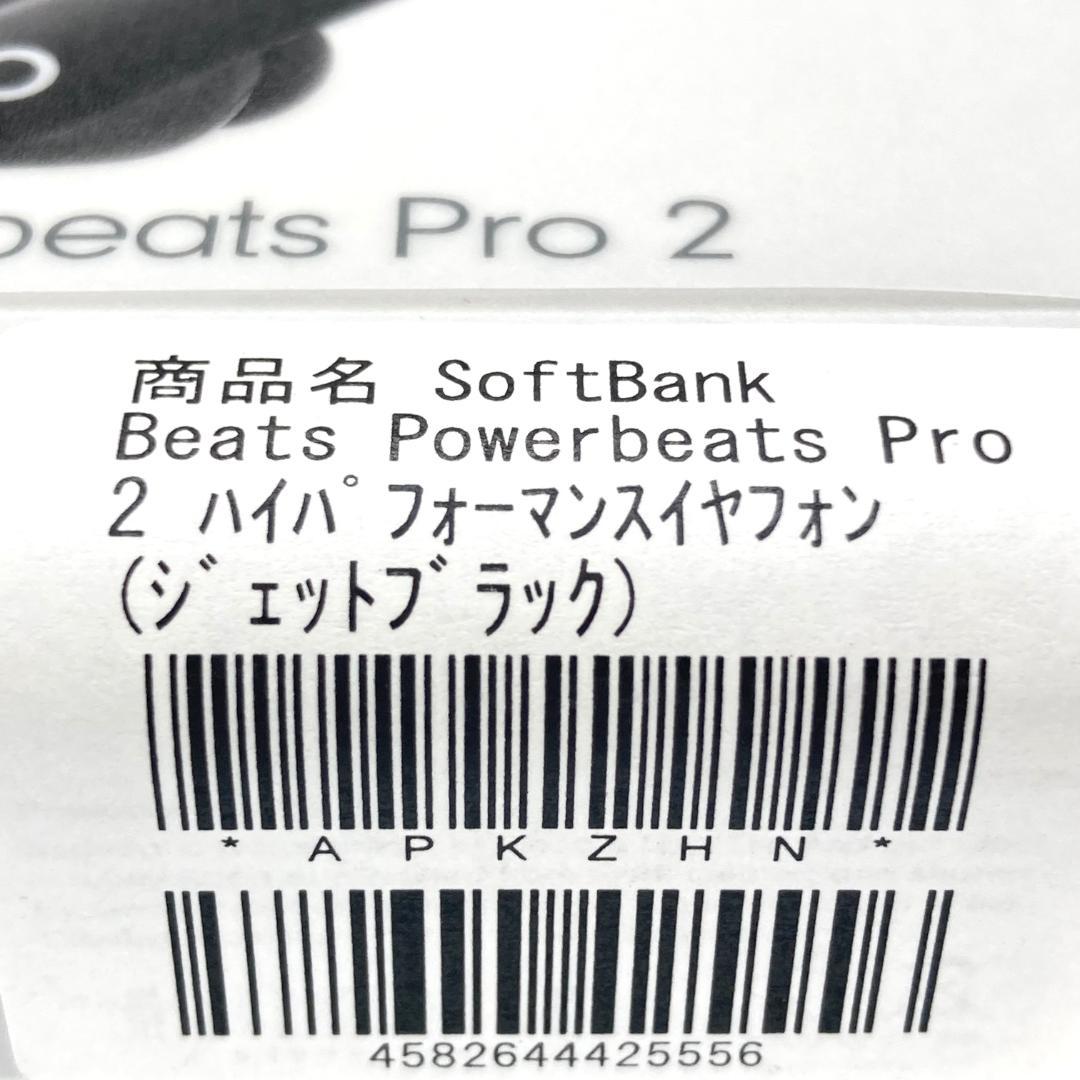 beats Pro 2
商品名 SoftBank
Beats Powerbeats Pro
2 ﾊｲﾊﾟﾌｫｰﾏﾝｽｲﾔﾌｫﾝ
(ｼﾞｪｯﾄﾌﾞﾗｯｸ)
*APKZHN*
4582644425556